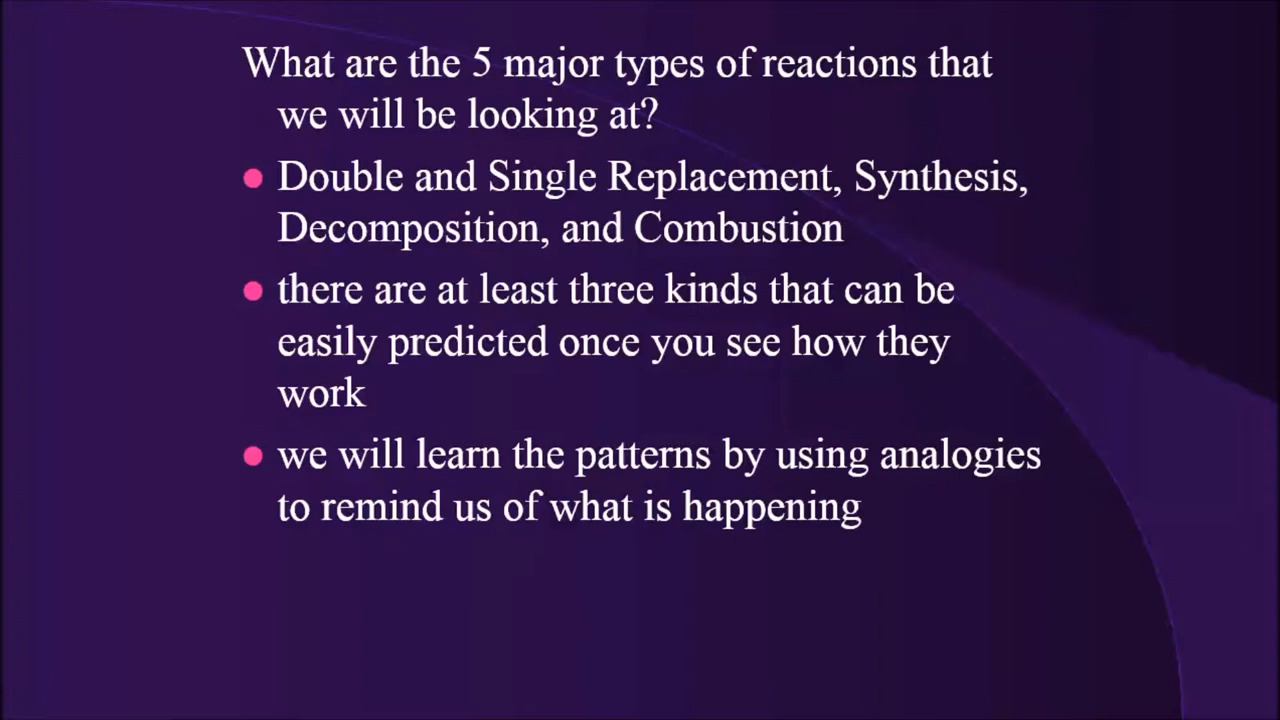 What are the 5 major types of reactions that
we will be looking at?
Double and Single Replacement, Synthesis,
Decomposition, and Combustion
there are at least three kinds that can be
easily predicted once you see how they
work
we will learn the patterns by using analogies
to remind us of what is happening